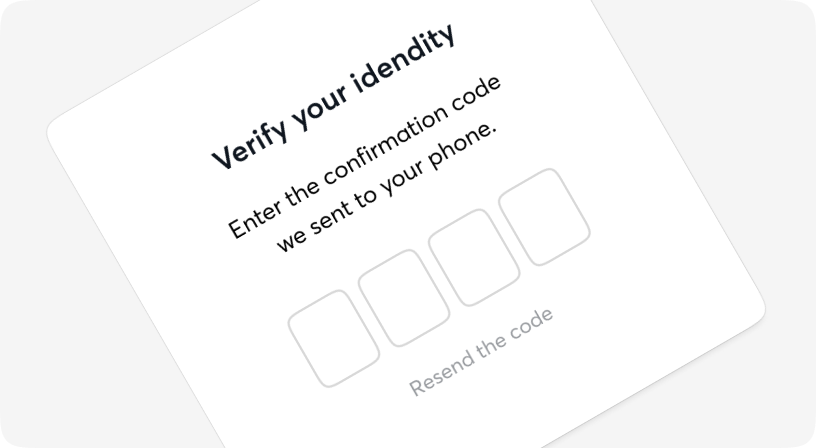 Verify your idendity
Enter the confirmation code
we sent to your phone.
Resend the code